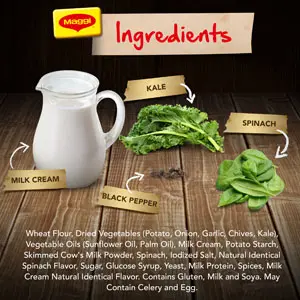 Maggi
Ingredients
KALE
SPINACH
MILK CREAM
BLACK PEPPER
Wheat Flour, Dried Vegetables (Potato, Onion, Garlic, Chives, Kale),
Vegetable Oils (Sunflower Oil, Palm Oil), Milk Cream, Potato Starch,
Skimmed Cow's Milk Powder, Spinach, Iodized Salt, Natural Identical
Spinach Flavor, Sugar, Glucose Syrup, Yeast, Milk Protein, Spices, Milk
Cream Natural Identical Flavor. Contains Gluten, Milk and Soya. May
Contain Celery and Egg.